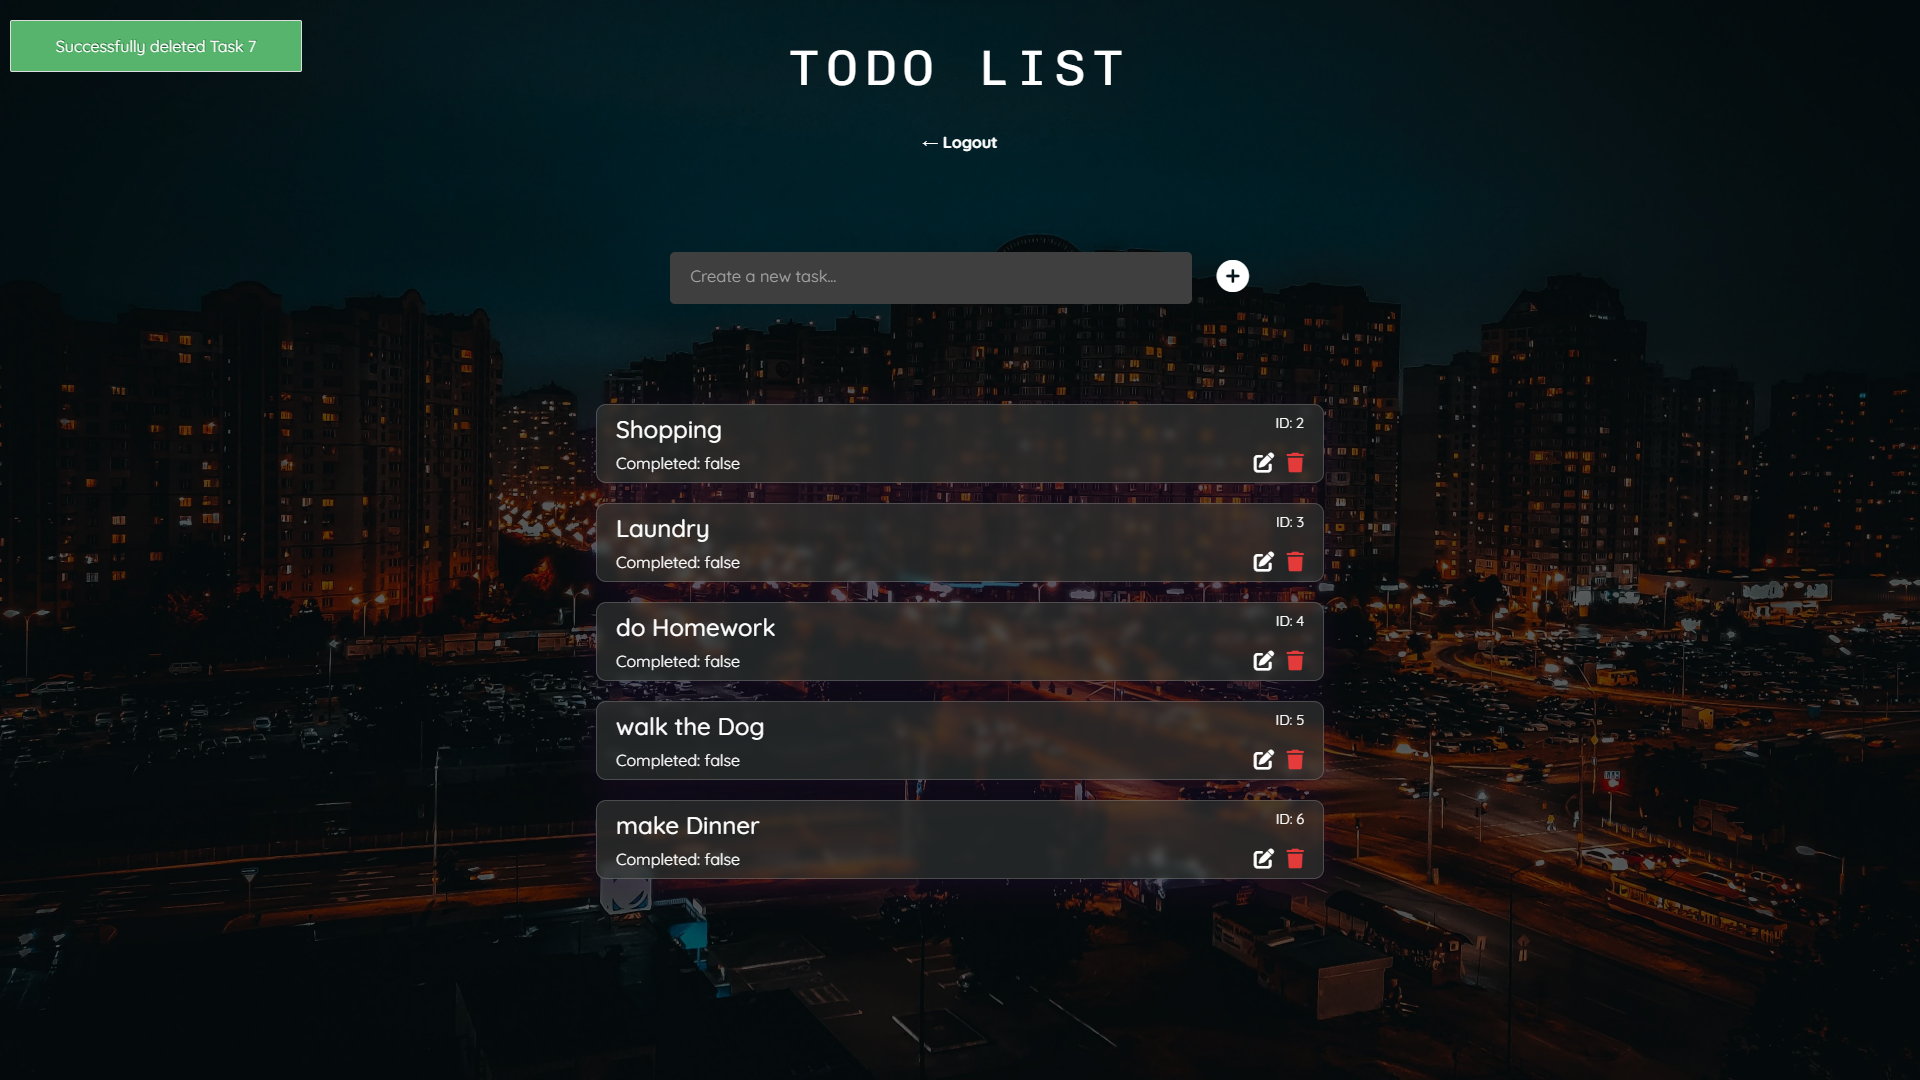 Successfully deleted Task 7
TODO LIST
← Logout
Create a new task...
Shopping
ID: 2
Completed: false
Laundry
ID: 3
Completed: false
do Homework
ID: 4
Completed: false
walk the Dog
ID: 5
Completed: false
make Dinner
ID: 6
Completed: false